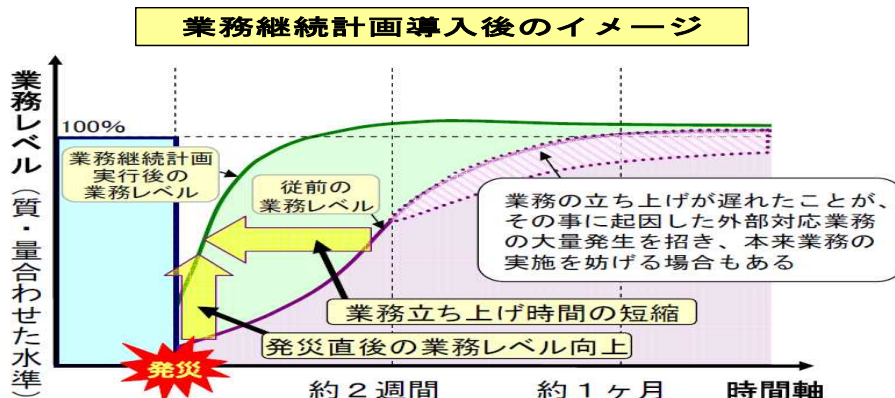 業務継続計画導入後のイメージ
業務レベル（質・量合わせた水準）
100%
業務継続計画
実行後の
業務レベル
従前の
業務レベル
業務の立ち上げが遅れたことが、
その事に起因した外部対応業務
の大量発生を招き、本来業務の
実施を妨げる場合もある
業務立ち上げ時間の短縮
発災直後の業務レベル向上
発災
約２週間
約１ヶ月
時間軸